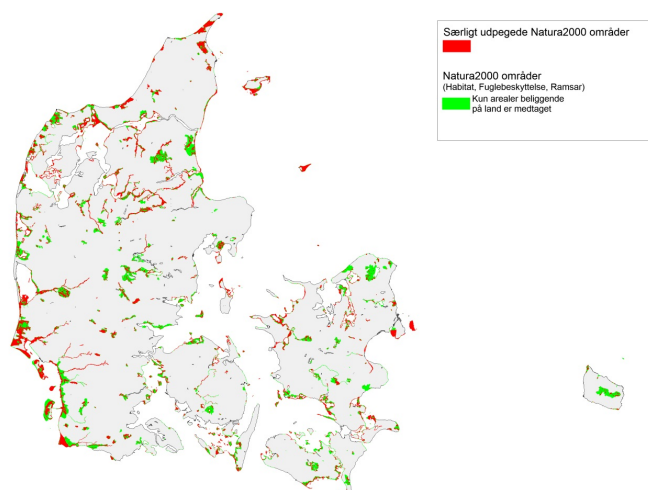 Særligt udpegede Natura2000 områder
Natura2000 områder
(Habitat, Fuglebeskyttelse, Ramsar)
Kun arealer beliggende
på land er medtaget